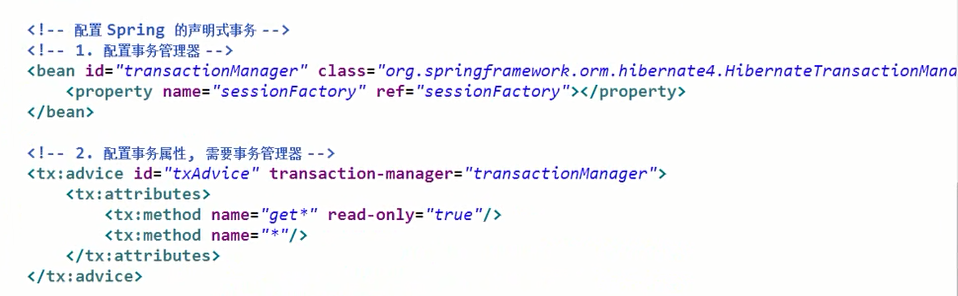 <!-- 配置 Spring 的声明式事务 -->
<!-- 1. 配置事务管理器 -->
<bean id="transactionManager" class="org.springframework.orm.hibernate4.HibernateTransactionMana
<property name="sessionFactory" ref="sessionFactory"></property>
</bean>
<!-- 2. 配置事务属性, 需要事务管理器 -->
<tx:advice id="txAdvice" transaction-manager="transactionManager">
<tx:attributes>
<tx:method name="get*" read-only="true"/>
<tx:method name="*"/>
</tx:attributes>
</tx:advice>